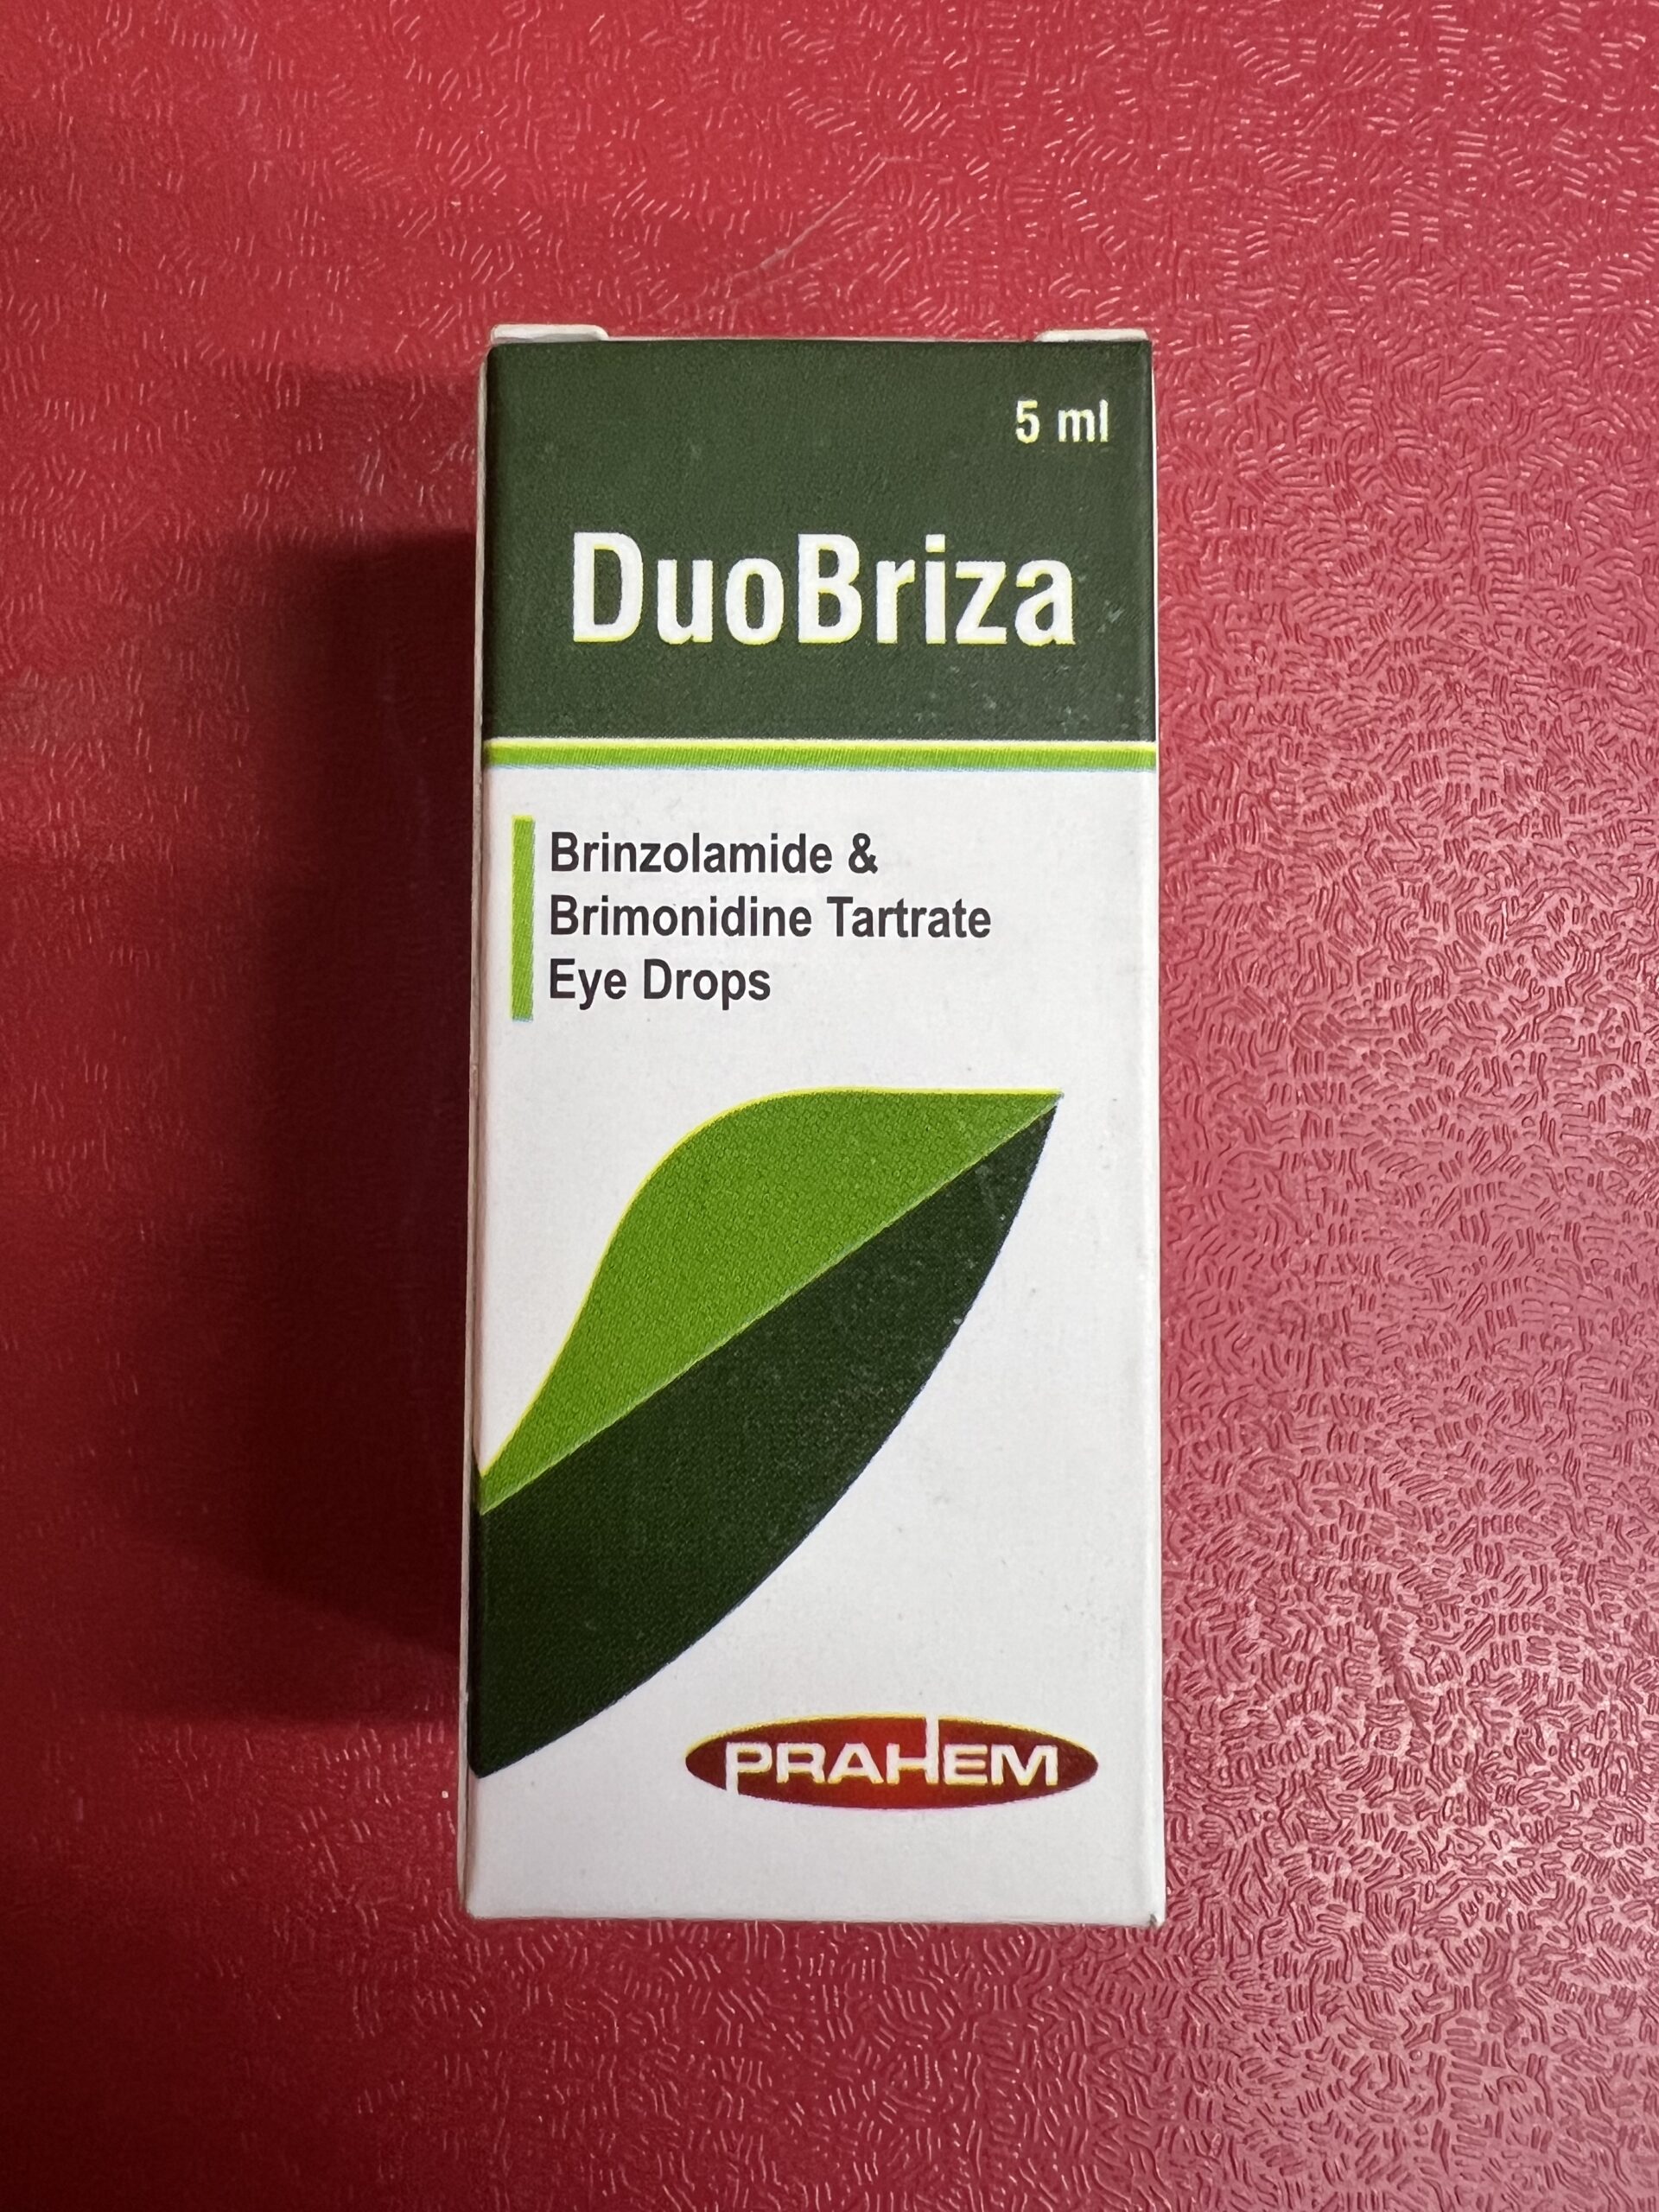 5 ml
DuoBriza
Brinzolamide &
Brimonidine Tartrate
Eye Drops
PRAHEM